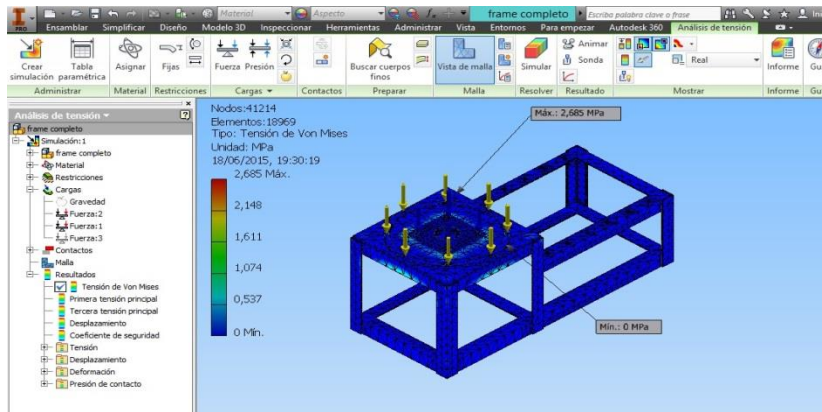 PRO
Material
Aspecto
frame completo
Escriba palabra clave o frase
Ini
Ensamblar Simplificar Diseño Modelo 3D Inspeccionar Herramientas Administrar Vista Entornos Para empezar Autodesk 360 Análisis de tensión
Crear simulación
Tabla paramétrica
Asignar
Fijas
Fuerza
Presión
Buscar cuerpos finos
Vista de malla
Simular
Animar
Sonda
Real
Informe
Administrar
Material
Restricciones
Cargas
Contactos
Preparar
Malla
Resolver
Resultado
Mostrar
Informe
Análisis de tensión
frame completo
Simulación:1
frame completo
Material
Restricciones
Cargas
Gravedad
Fuerza:2
Fuerza:1
Fuerza:3
Contactos
Malla
Resultados
Tensión de Von Mises
Primera tensión principal
Tercera tensión principal
Desplazamiento
Coeficiente de seguridad
Tensión
Desplazamiento
Deformación
Presión de contacto
Nodos:41214
Elementos:18969
Tipo: Tensión de Von Mises
Unidad: MPa
18/06/2015, 19:30:19
2,685 Máx.
2,148
1,611
1,074
0,537
0 Mín.
Máx.: 2,685 MPa
Mín.: 0 MPa